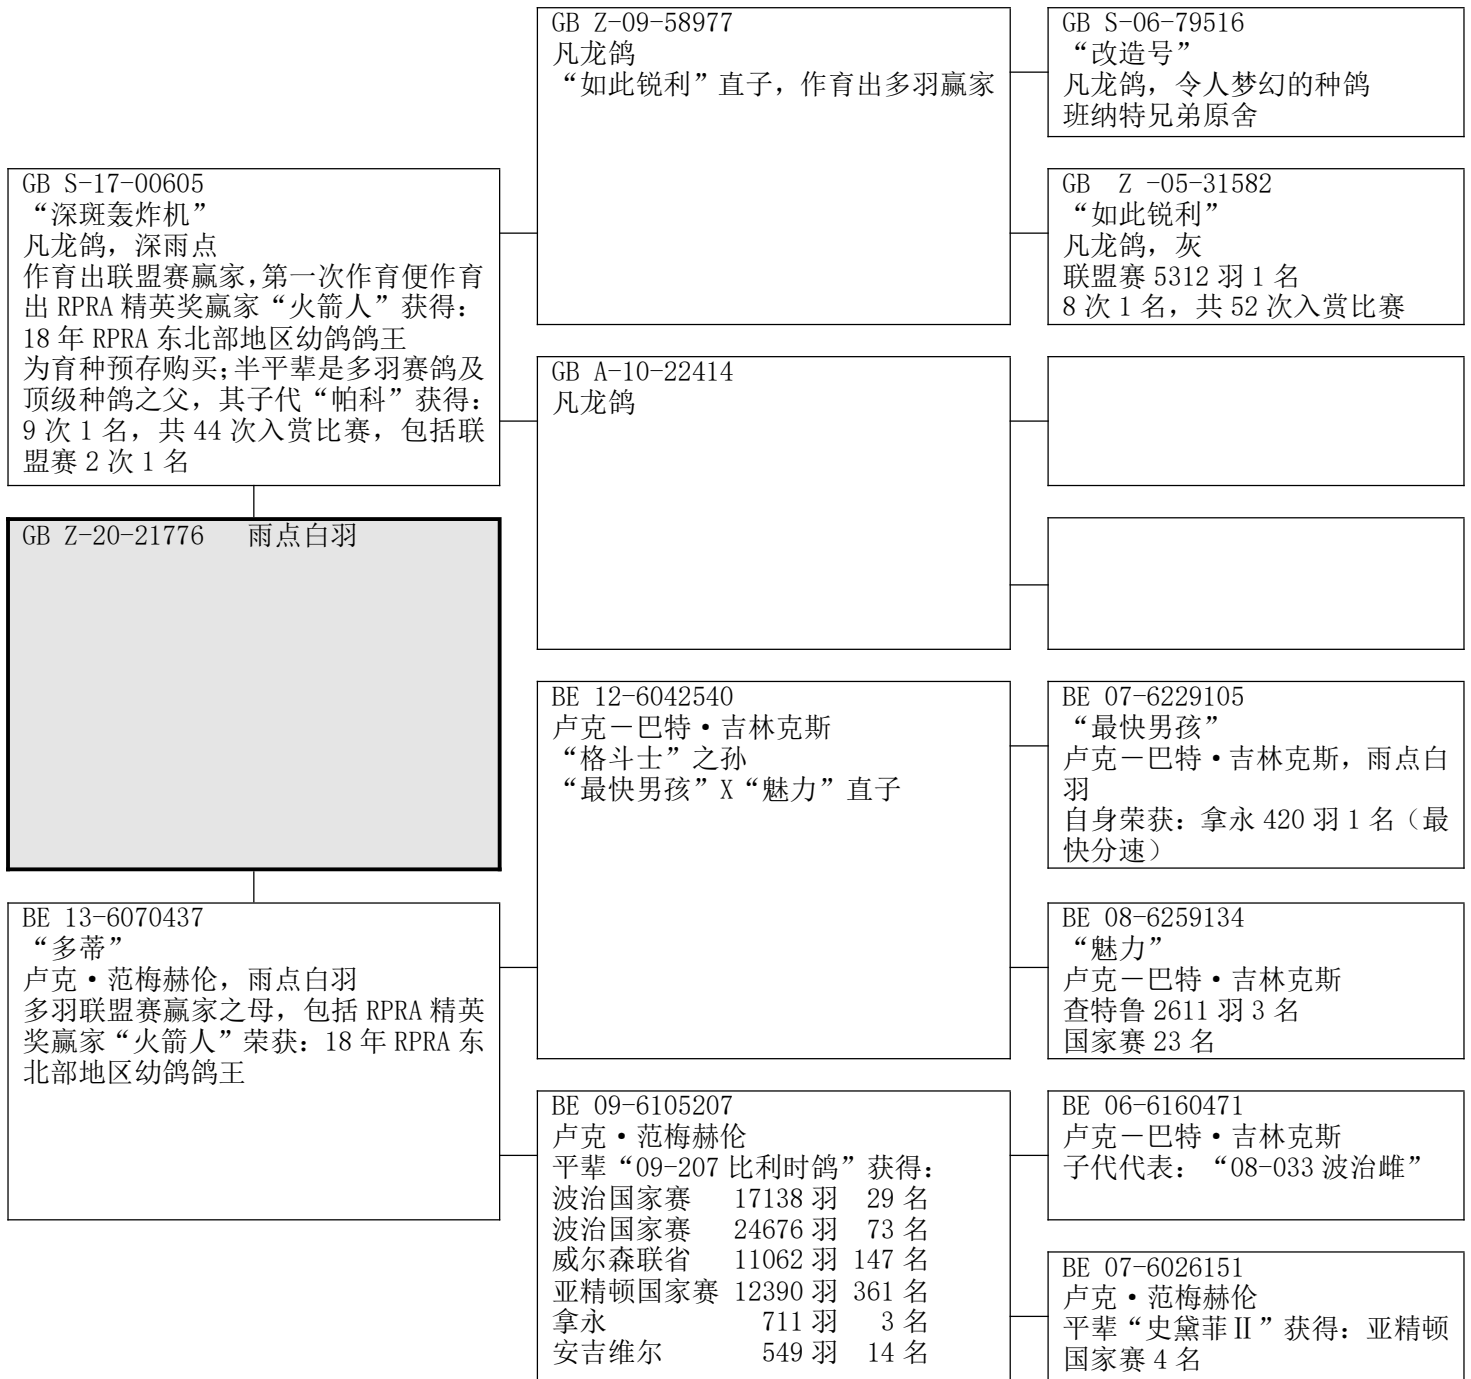 GB Z-09-58977
凡龙鸽
“如此锐利”直子，作育出多羽赢家
GB S-06-79516
“改造号”
凡龙鸽，令人梦幻的种鸽
班纳特兄弟原舍
GB S-17-00605
“深斑轰炸机”
凡龙鸽，深雨点
作育出联盟赛赢家,第一次作育便作育
出 RPRA 精英奖赢家“火箭人”获得：
18 年 RPRA 东北部地区幼鸽鸽王
为育种预存购买;半平辈是多羽赛鸽及
顶级种鸽之父，其子代“帕科”获得：
9 次 1 名，共 44 次入赏比赛，包括联
盟赛 2 次 1 名
GB Z -05-31582
“如此锐利”
凡龙鸽，灰
联盟赛 5312 羽 1 名
8 次 1 名，共 52 次入赏比赛
GB A-10-22414
凡龙鸽
GB Z-20-21776 雨点白羽
BE 12-6042540
卢克－巴特•吉林克斯
“格斗士”之孙
“最快男孩”X“魅力”直子
BE 07-6229105
“最快男孩”
卢克－巴特•吉林克斯，雨点白
羽
自身荣获：拿永 420 羽 1 名（最
快分速）
BE 13-6070437
“多蒂”
卢克•范梅赫伦，雨点白羽
多羽联盟赛赢家之母，包括 RPRA 精英
奖赢家“火箭人”荣获：18 年 RPRA 东
北部地区幼鸽鸽王
BE 08-6259134
“魅力”
卢克－巴特•吉林克斯
查特鲁 2611 羽 3 名
国家赛 23 名
BE 09-6105207
卢克•范梅赫伦
平辈“09-207 比利时鸽”获得：
波治国家赛 17138 羽 29 名
波治国家赛 24676 羽 73 名
威尔森联省 11062 羽 147 名
亚精顿国家赛 12390 羽 361 名
拿永 711 羽 3 名
安吉维尔 549 羽 14 名
BE 06-6160471
卢克－巴特•吉林克斯
子代代表：“08-033 波治雌”
BE 07-6026151
卢克•范梅赫伦
平辈“史黛菲Ⅱ”获得：亚精顿
国家赛 4 名